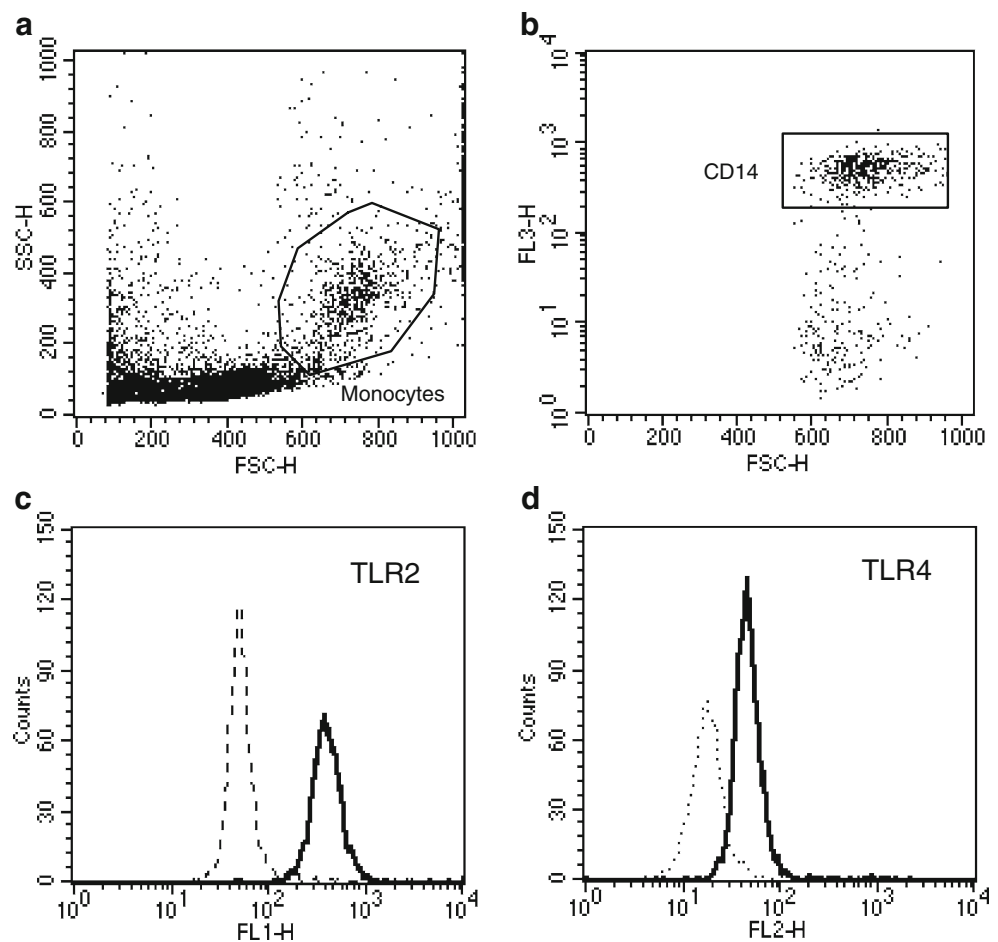 a
1000
800
600
400
200
0
SSC-H
Monocytes
0 200 400 600 800 1000
FSC-H
b
10^4
10^3
10^2
10^1
10^0
FL3-H
CD14
0 200 400 600 800 1000
FSC-H
c
150
120
90
60
30
0
Counts
TLR2
10^0 10^1 10^2 10^3 10^4
FL1-H
d
150
120
90
60
30
0
Counts
TLR4
10^0 10^1 10^2 10^3 10^4
FL2-H